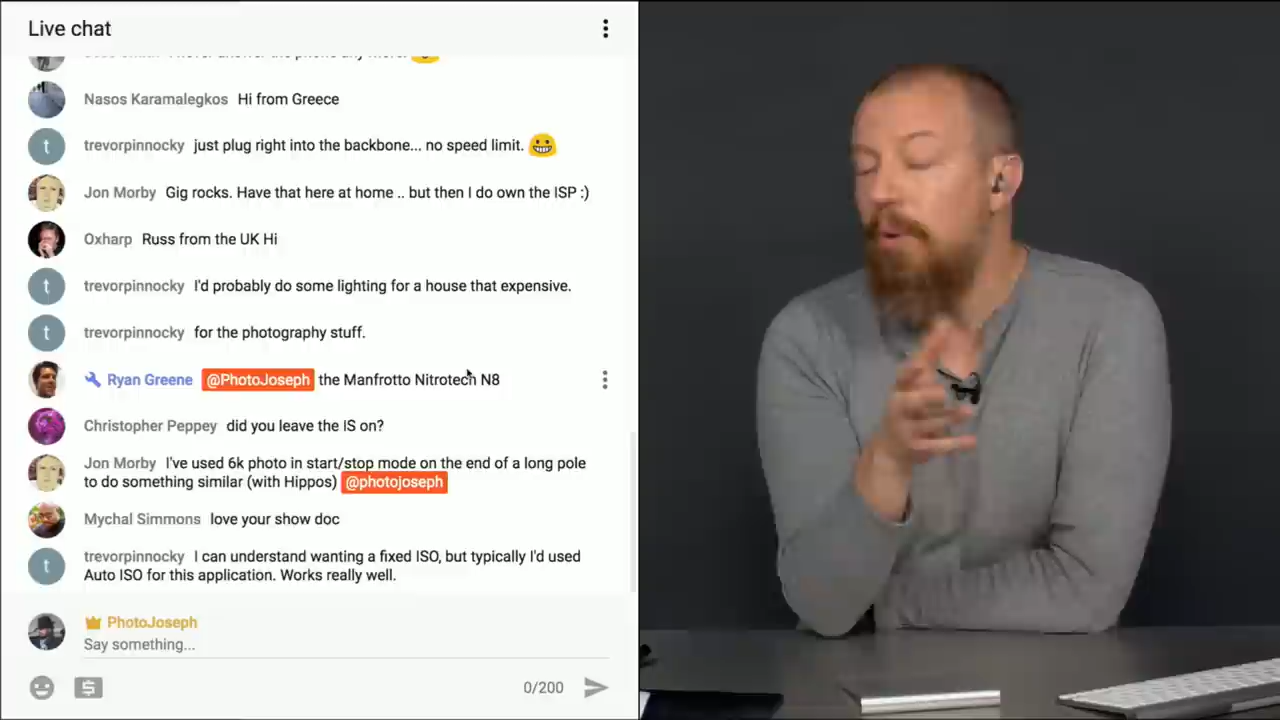 Live chat
Nasos Karamalegkos Hi from Greece
trevorpinnocky just plug right into the backbone... no speed limit.
Jon Morby Gig rocks. Have that here at home .. but then I do own the ISP :)
Oxharp Russ from the UK Hi
trevorpinnocky I'd probably do some lighting for a house that expensive.
trevorpinnocky for the photography stuff.
Ryan Greene @PhotoJoseph the Manfrotto Nitrotech N8
Christopher Peppey did you leave the IS on?
Jon Morby I've used 6k photo in start/stop mode on the end of a long pole
to do something similar (with Hippos) @photojoseph
Mychal Simmons love your show doc
trevorpinnocky I can understand wanting a fixed ISO, but typically I'd used
Auto ISO for this application. Works really well.
PhotoJoseph
Say something...
0/200